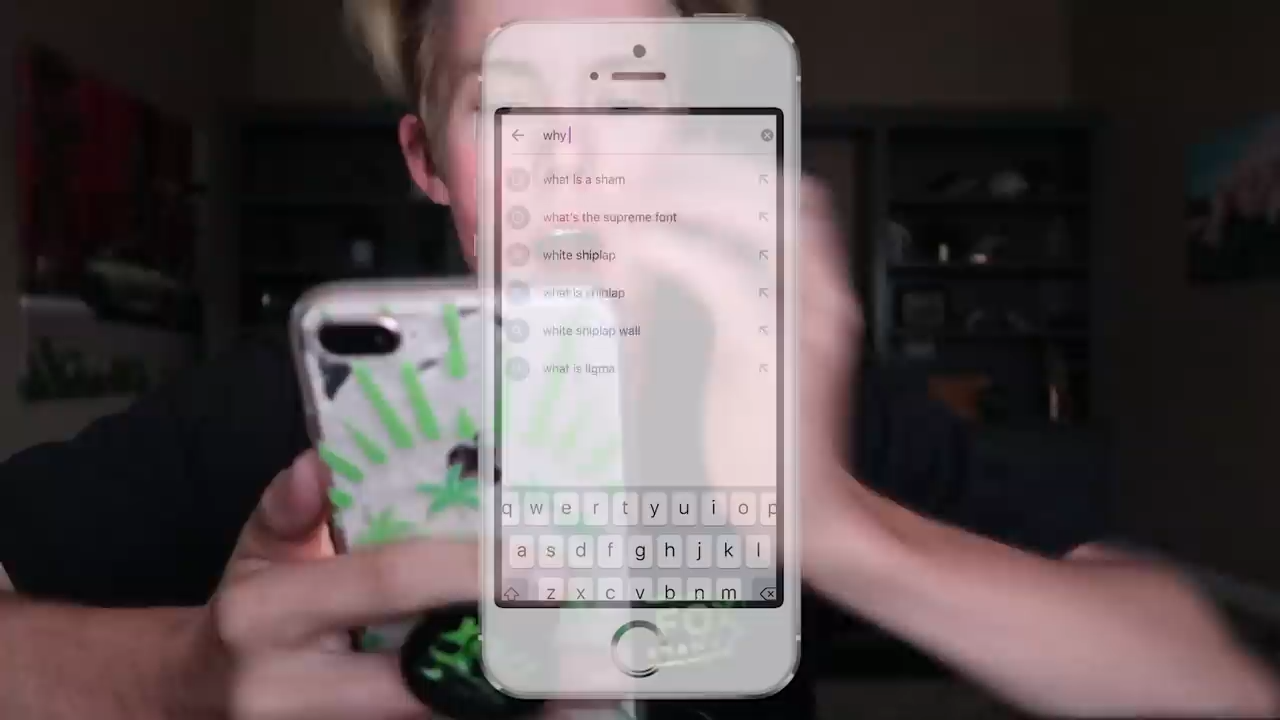 why
what is a sham
what's the supreme font
white shiplap
what is shiplap
white shiplap wall
what is ligma
q w e r t y u i o p
a s d f g h j k l
z x c v b n m
FOX